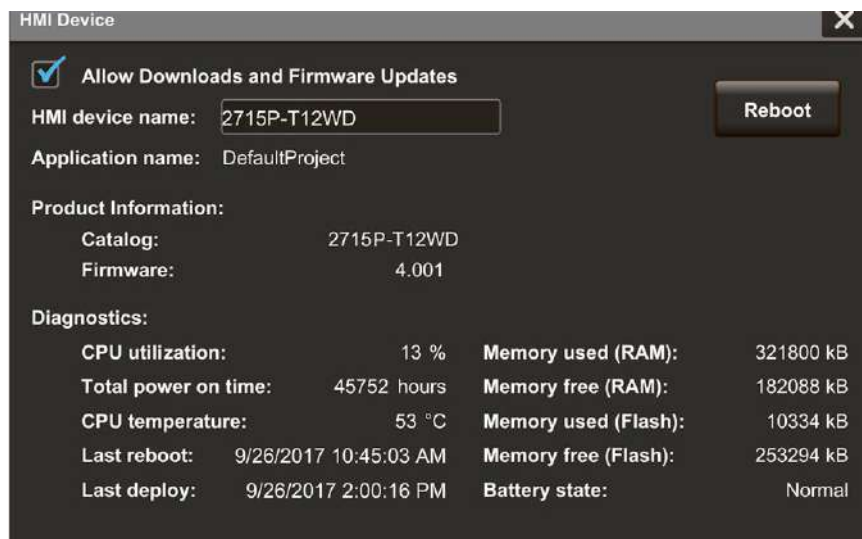 HMI Device
Allow Downloads and Firmware Updates
HMI device name: 2715P-T12WD
Reboot
Application name: DefaultProject
Product Information:
Catalog: 2715P-T12WD
Firmware: 4.001
Diagnostics:
CPU utilization: 13 % Memory used (RAM): 321800 kB
Total power on time: 45752 hours Memory free (RAM): 182088 kB
CPU temperature: 53 °C Memory used (Flash): 10334 kB
Last reboot: 9/26/2017 10:45:03 AM Memory free (Flash): 253294 kB
Last deploy: 9/26/2017 2:00:16 PM Battery state: Normal